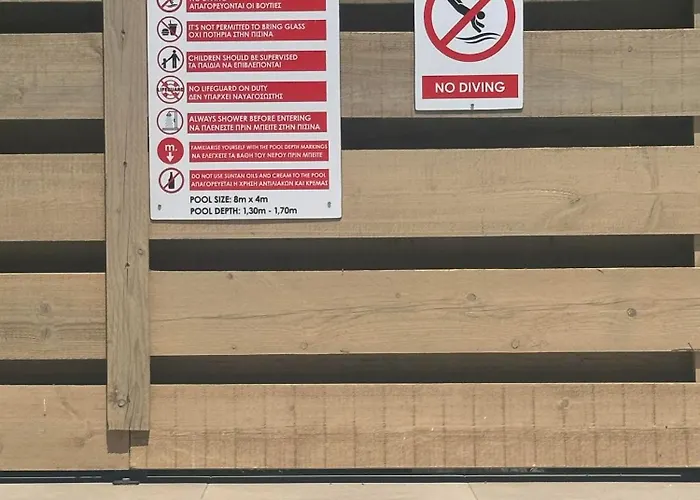 ΑΠΑΓΟΡΕΥΟΝΤΑΙ ΟΙ ΒΟΥΤΙΕΣ
IT'S NOT PERMITTED TO BRING GLASS
ΟΧΙ ΠΟΤΗΡΙΑ ΣΤΗΝ ΠΙΣΙΝΑ
CHILDREN SHOULD BE SUPERVISED
ΤΑ ΠΑΙΔΙΑ ΝΑ ΕΠΙΒΛΕΠΟΝΤΑΙ
LIFEGUARD
NO LIFEGUARD ON DUTY
ΔΕΝ ΥΠΑΡΧΕΙ ΝΑΥΑΓΟΣΩΤΗΣ
ALWAYS SHOWER BEFORE ENTERING
ΝΑ ΠΛΕΝΕΣΤΕ ΠΡΙΝ ΜΠΕΙΤΕ ΣΤΗΝ ΠΙΣΙΝΑ
m.
FAMILIARISE YOURSELF WITH THE POOL DEPTH MARKINGS
ΝΑ ΕΛΕΓΧΕΤΕ ΤΑ ΒΑΘΗ ΤΟΥ ΝΕΡΟΥ ΠΡΙΝ ΜΠΕΙΤΕ
DO NOT USE SUNTAN OILS AND CREAM TO THE POOL
ΑΠΑΓΟΡΕΥΕΤΑΙ Η ΧΡΗΣΗ ΑΝΤΙΛΙΑΚΩΝ ΚΑΙ ΚΡΕΜΑΣ
POOL SIZE: 8m x 4m
POOL DEPTH: 1,30m - 1,70m
NO DIVING